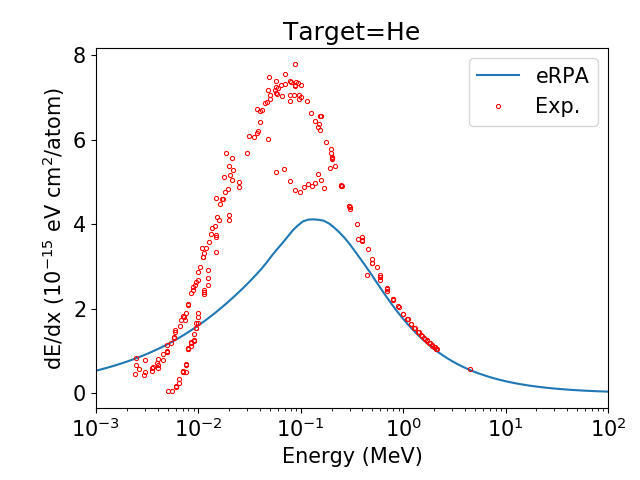 Target=He
dE/dx (10⁻¹⁵ eV cm²/atom)
8
6
4
2
0
eRPA
Exp.
10⁻³ 10⁻² 10⁻¹ 10⁰ 10¹ 10²
Energy (MeV)